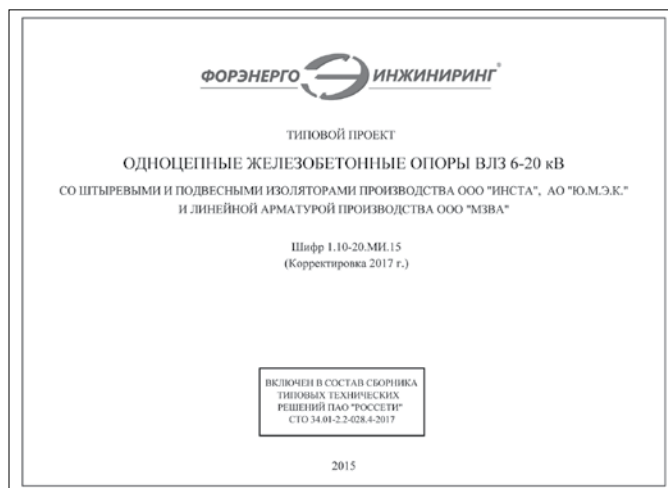 ФОРЭНЕРГО ИНЖИНИРИНГ®
ТИПОВОЙ ПРОЕКТ
ОДНОЦЕПНЫЕ ЖЕЛЕЗОБЕТОННЫЕ ОПОРЫ ВЛЗ 6-20 кВ
СО ШТЫРЕВЫМИ И ПОДВЕСНЫМИ ИЗОЛЯТОРАМИ ПРОИЗВОДСТВА ООО "ИНСТА", АО "Ю.М.Э.К."
И ЛИНЕЙНОЙ АРМАТУРОЙ ПРОИЗВОДСТВА ООО "МЗВА"
Шифр 1.10-20.МИ.15
(Корректировка 2017 г.)
ВКЛЮЧЕН В СОСТАВ СБОРНИКА
ТИПОВЫХ ТЕХНИЧЕСКИХ
РЕШЕНИЙ ПАО "РОССЕТИ"
СТО 34.01-2.2-028.4-2017
2015